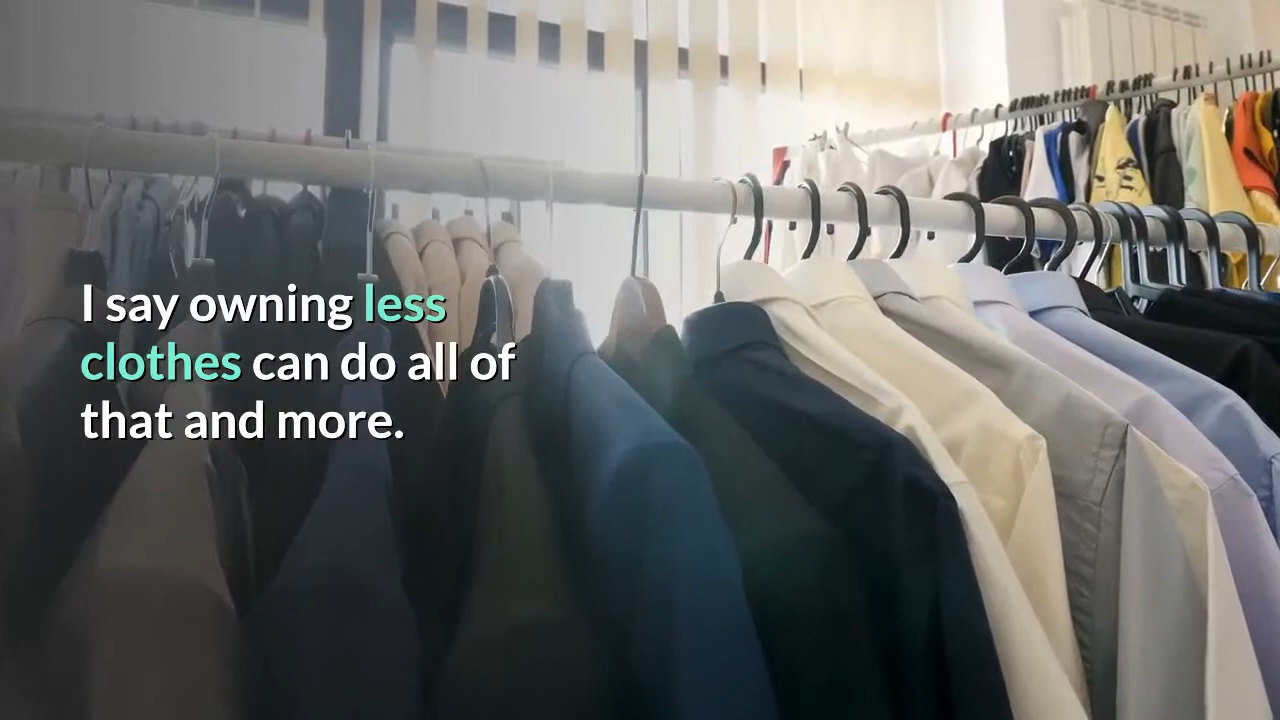 I say owning less
clothes can do all of
that and more.